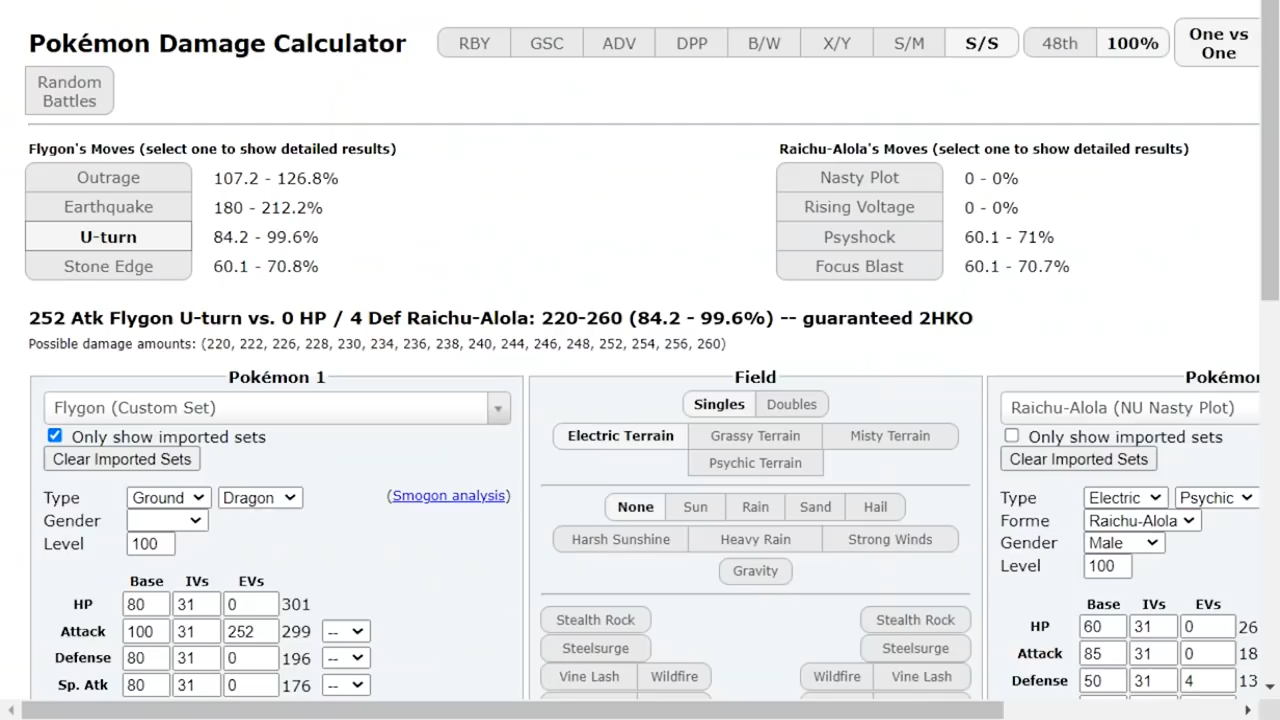 Pokémon Damage Calculator RBY GSC ADV DPP B/W X/Y S/M S/S 48th 100% One vs
One
Random
Battles
Flygon's Moves (select one to show detailed results) Raichu-Alola's Moves (select one to show detailed results)
Outrage 107.2 - 126.8% Nasty Plot 0 - 0%
Earthquake 180 - 212.2% Rising Voltage 0 - 0%
U-turn 84.2 - 99.6% Psyshock 60.1 - 71%
Stone Edge 60.1 - 70.8% Focus Blast 60.1 - 70.7%
252 Atk Flygon U-turn vs. 0 HP / 4 Def Raichu-Alola: 220-260 (84.2 - 99.6%) -- guaranteed 2HKO
Possible damage amounts: (220, 222, 226, 228, 230, 234, 236, 238, 240, 244, 246, 248, 252, 254, 256, 260)
Pokémon 1
Flygon (Custom Set)
Only show imported sets
Clear Imported Sets
Type Ground Dragon (Smogon analysis)
Gender
Level 100
Base IVs EVs
HP 80 31 0 301
Attack 100 31 252 299 --
Defense 80 31 0 196 --
Sp. Atk 80 31 0 176 --
Field
Singles Doubles
Electric Terrain Grassy Terrain Misty Terrain
Psychic Terrain
None Sun Rain Sand Hail
Harsh Sunshine Heavy Rain Strong Winds
Gravity
Stealth Rock Stealth Rock
Steelsurge Steelsurge
Vine Lash Wildfire Wildfire Vine Lash
Pokémon
Raichu-Alola (NU Nasty Plot)
Only show imported sets
Clear Imported Sets
Type Electric Psychic
Forme Raichu-Alola
Gender Male
Level 100
Base IVs EVs
HP 60 31 0 26
Attack 85 31 0 18
Defense 50 31 4 13